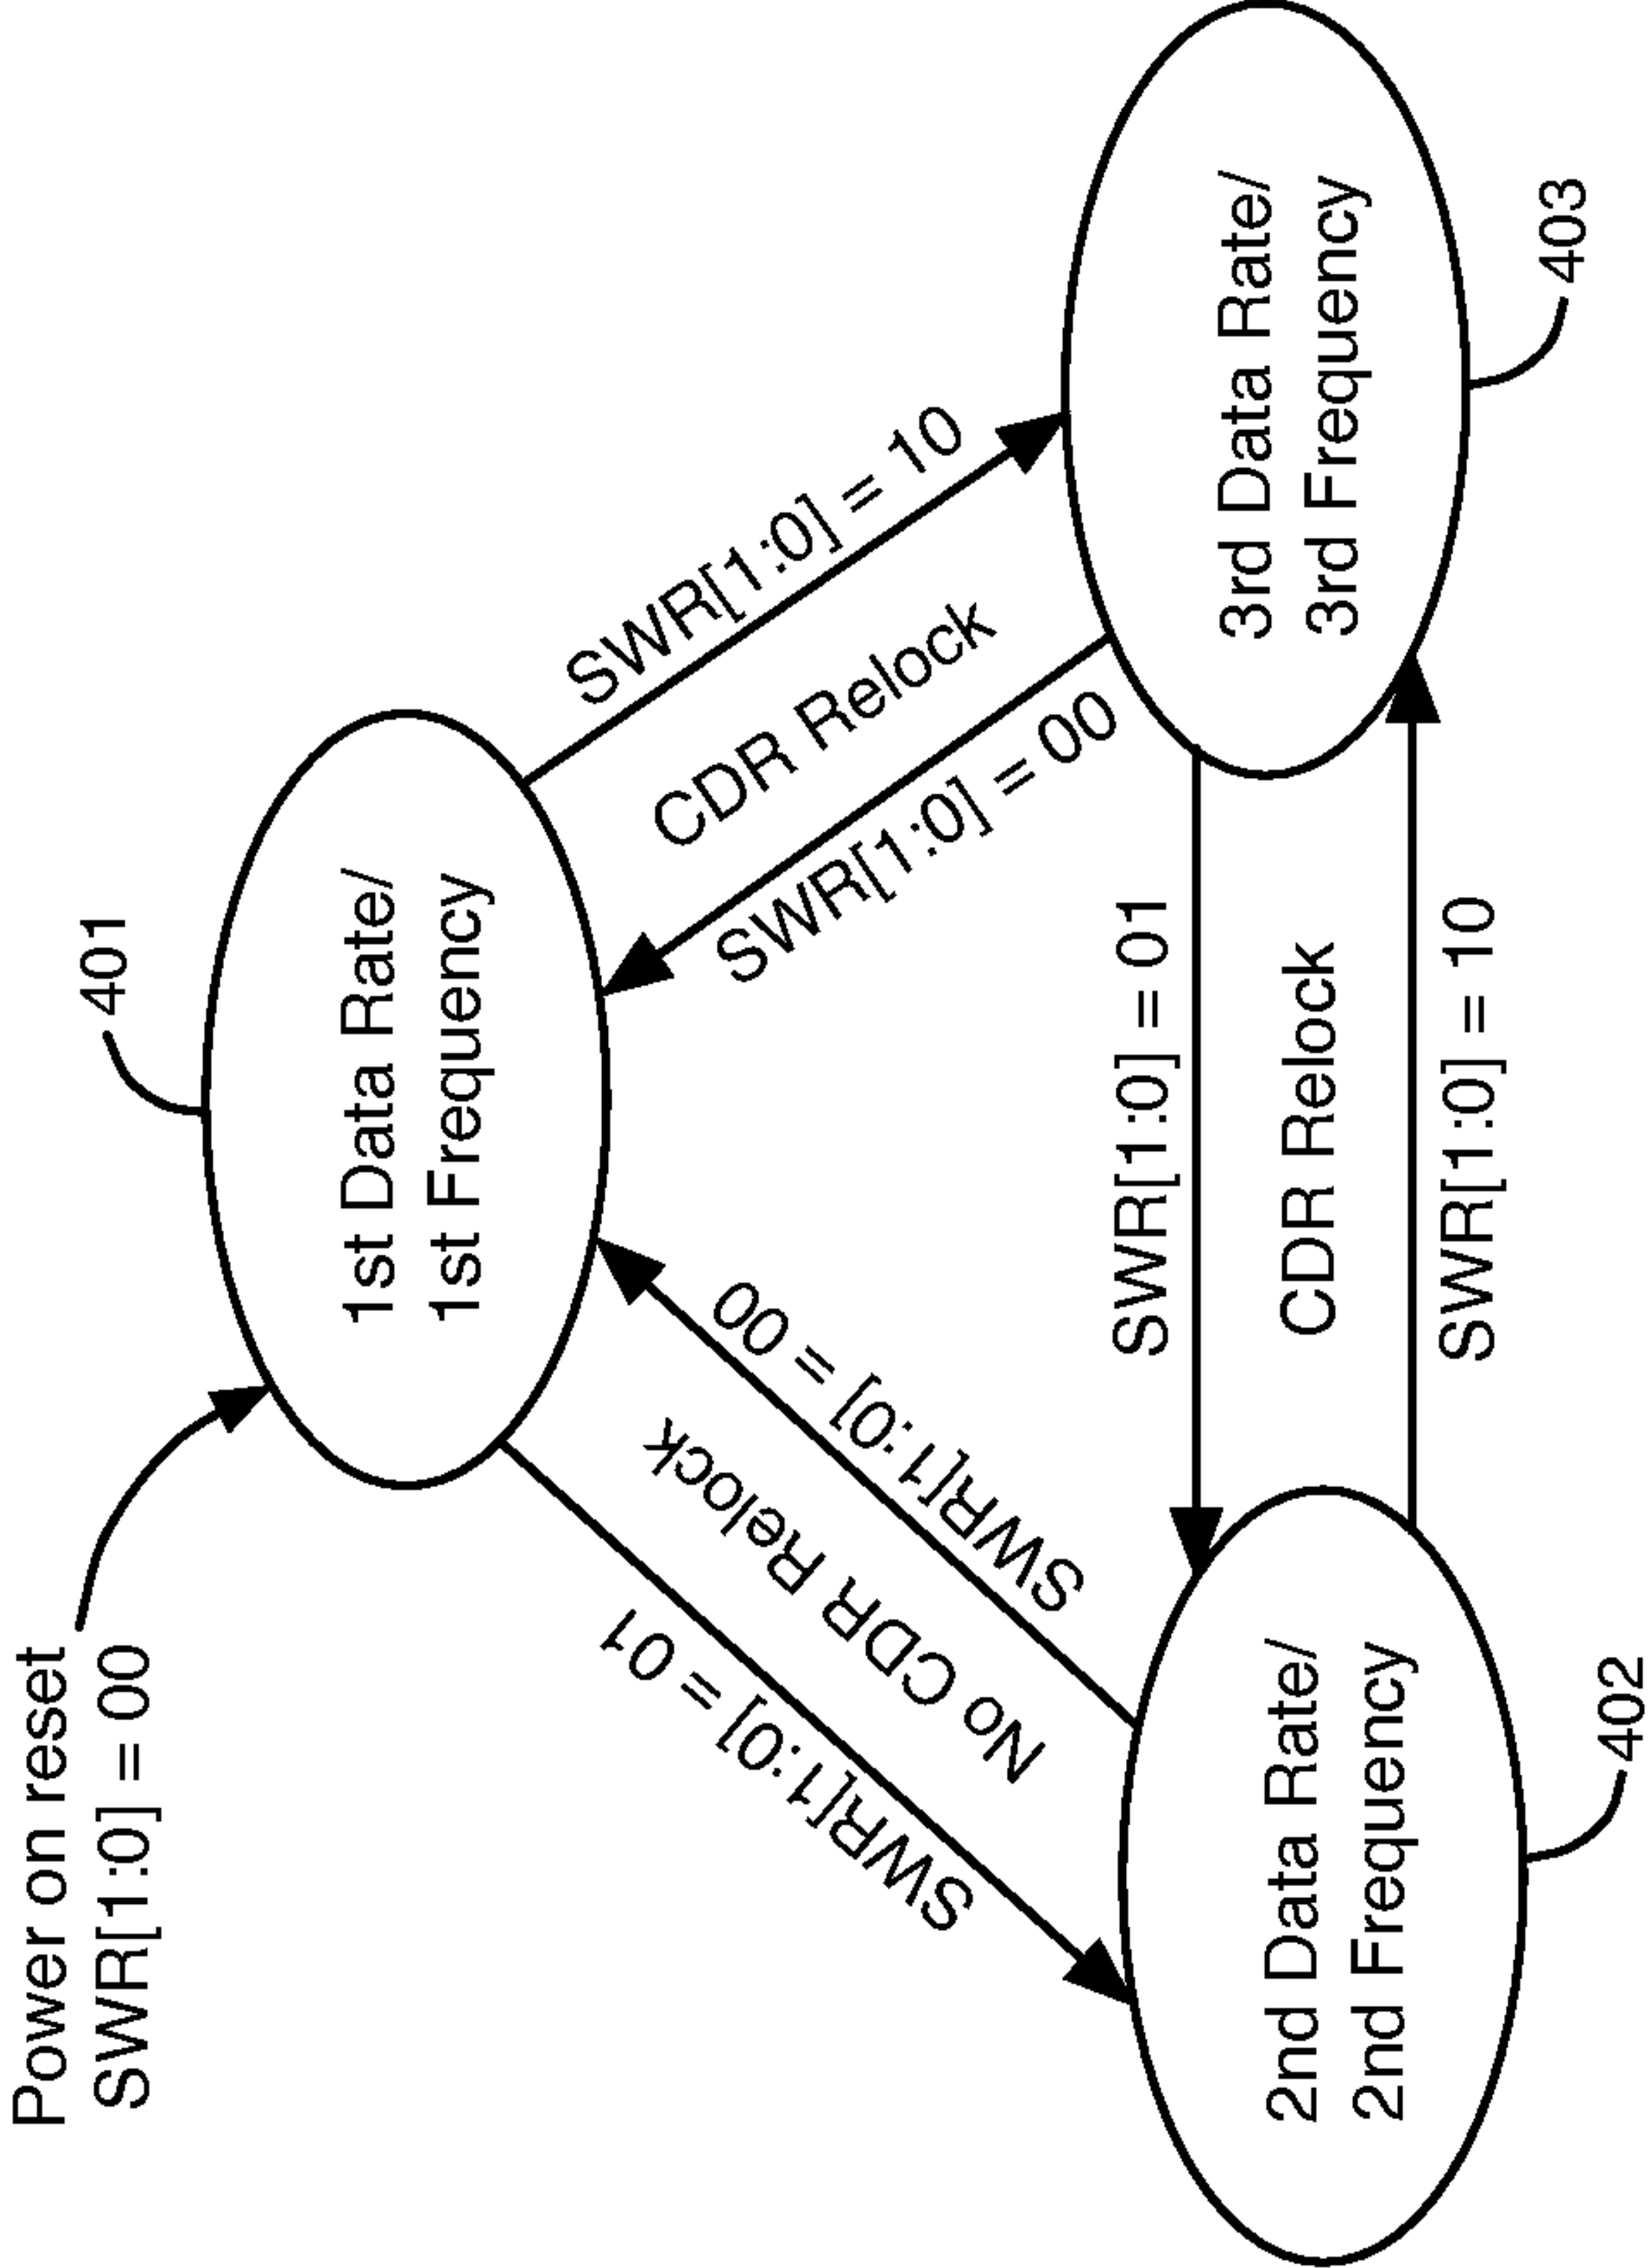 Power on reset
SWR[1:0] = 00
401
1st Data Rate/
1st Frequency
SWR[1:0] = 01
No CDR Relock
SWR[1:0] = 00
SWR[1:0] = 10
CDR Relock
SWR[1:0] = 00
SWR[1:0] = 01
CDR Relock
SWR[1:0] = 10
2nd Data Rate/
2nd Frequency
402
3rd Data Rate/
3rd Frequency
403